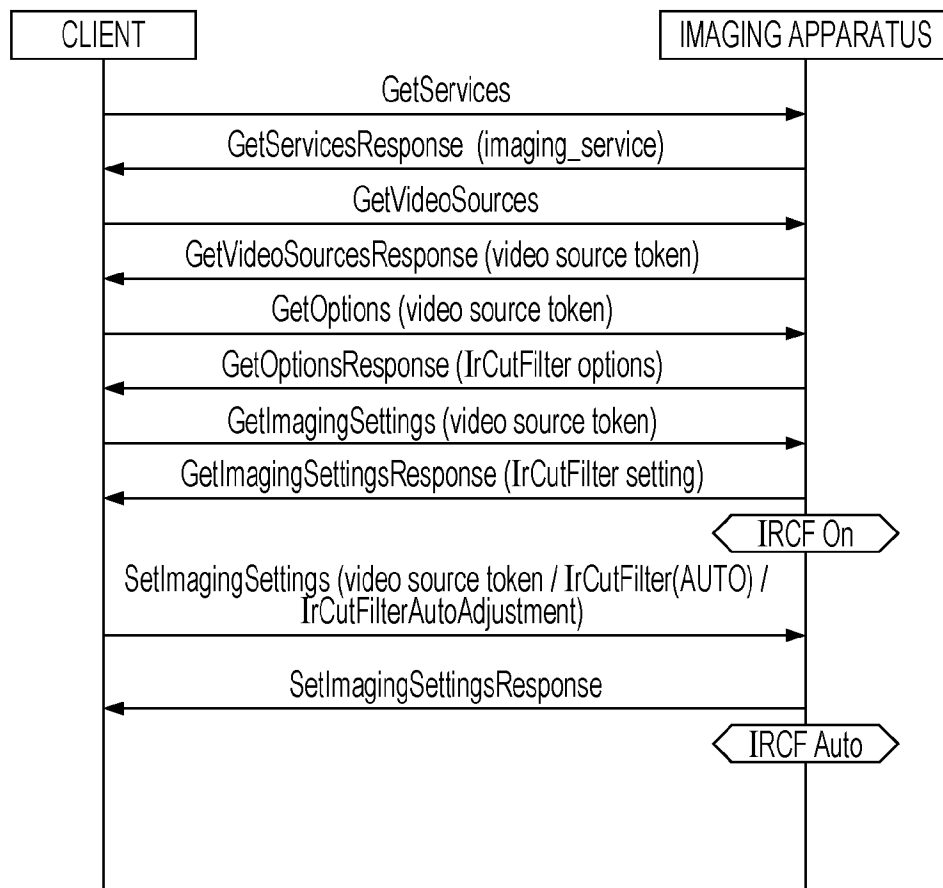 CLIENT
IMAGING APPARATUS
GetServices
GetServicesResponse (imaging_service)
GetVideoSources
GetVideoSourcesResponse (video source token)
GetOptions (video source token)
GetOptionsResponse (IrCutFilter options)
GetImagingSettings (video source token)
GetImagingSettingsResponse (IrCutFilter setting)
IRCF On
SetImagingSettings (video source token / IrCutFilter(AUTO) /
IrCutFilterAutoAdjustment)
SetImagingSettingsResponse
IRCF Auto